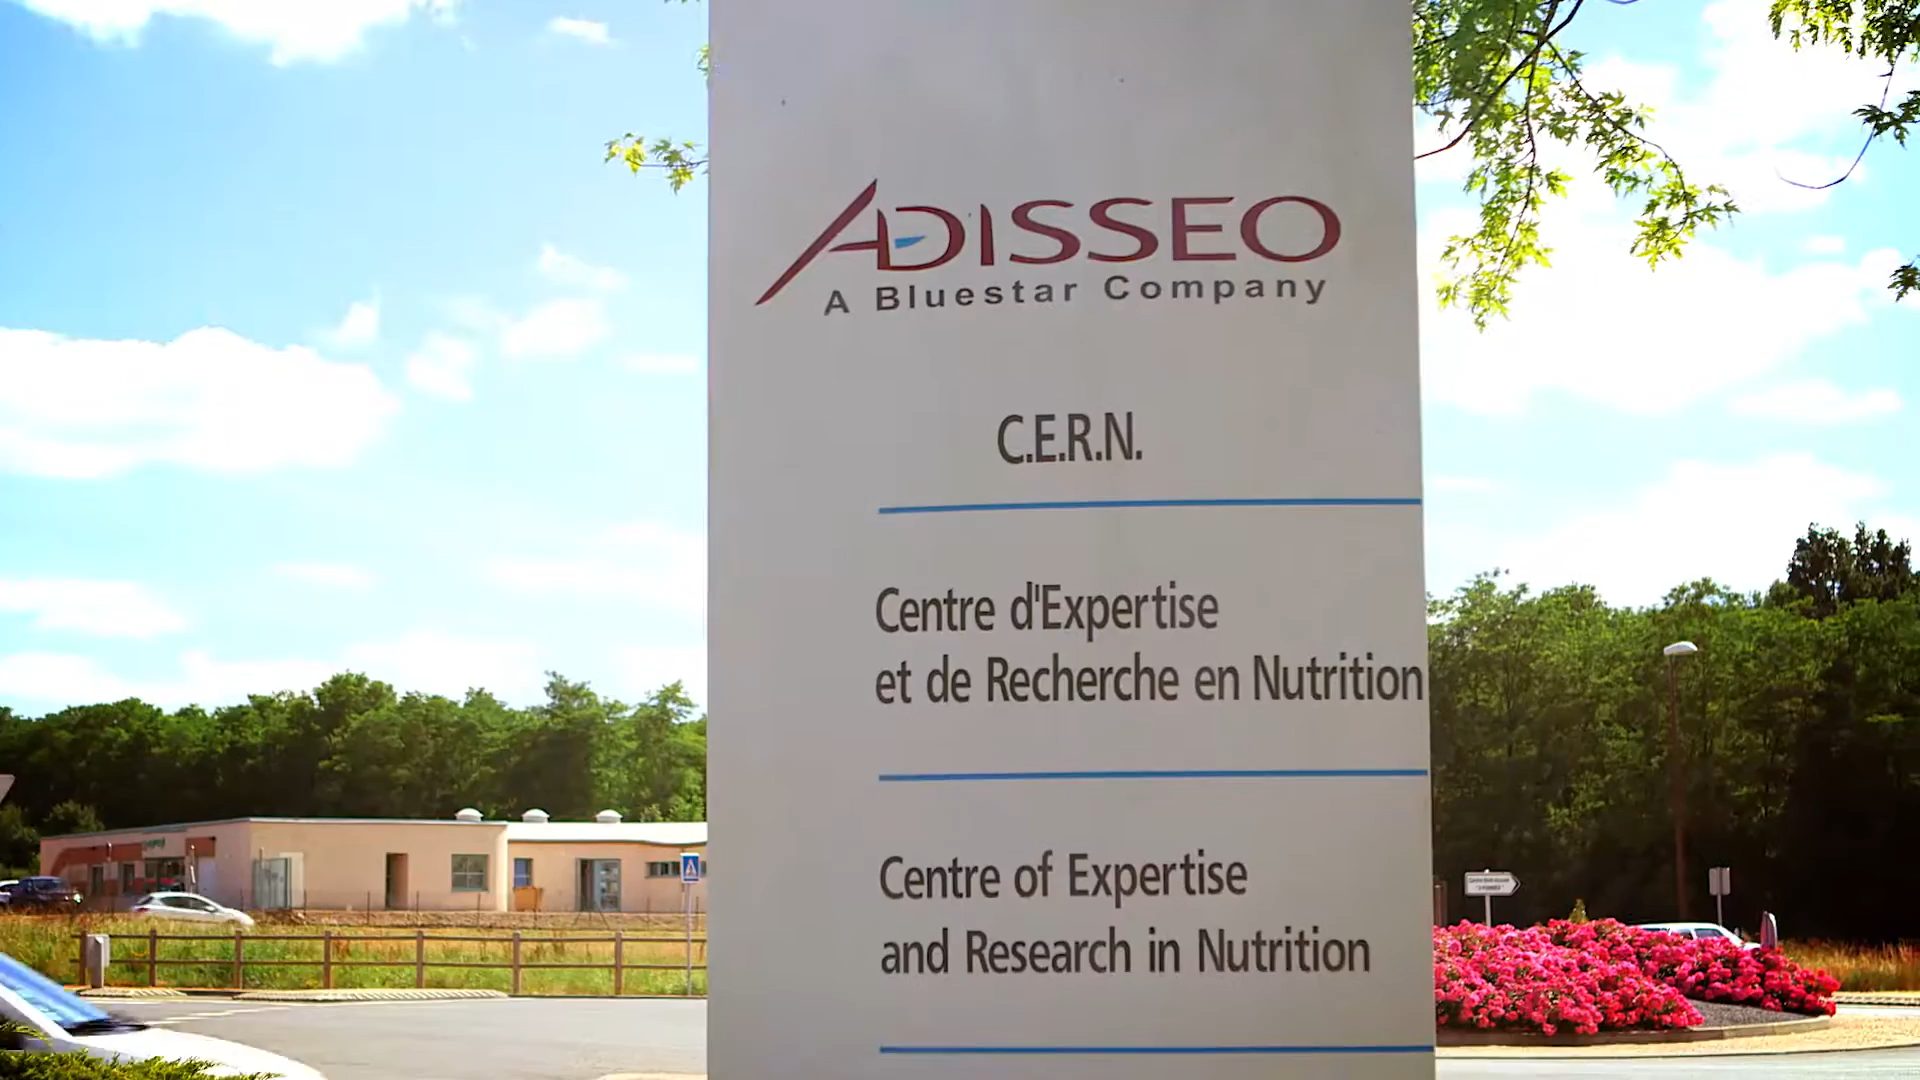 ADISSEO
A Bluestar Company
C.E.R.N.
Centre d'Expertise
et de Recherche en Nutrition
Centre of Expertise
and Research in Nutrition